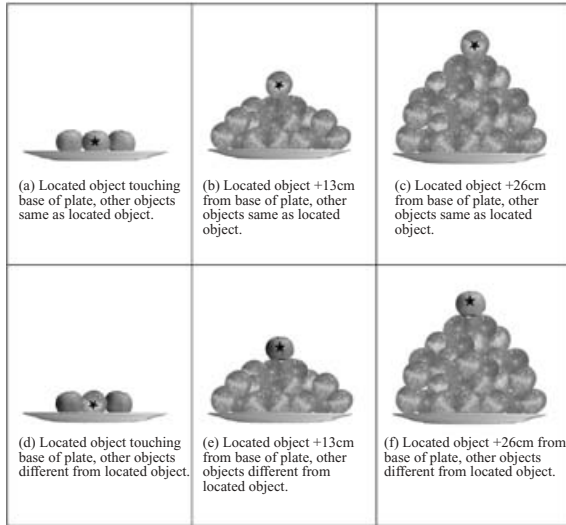 (a) Located object touching
base of plate, other objects
same as located object.
(b) Located object +13cm
from base of plate, other
objects same as located
object.
(c) Located object +26cm
from base of plate, other
objects same as located
object.
(d) Located object touching
base of plate, other objects
different from located object.
(e) Located object +13cm
from base of plate, other
objects different from
located object.
(f) Located object +26cm from
base of plate, other objects
different from located object.